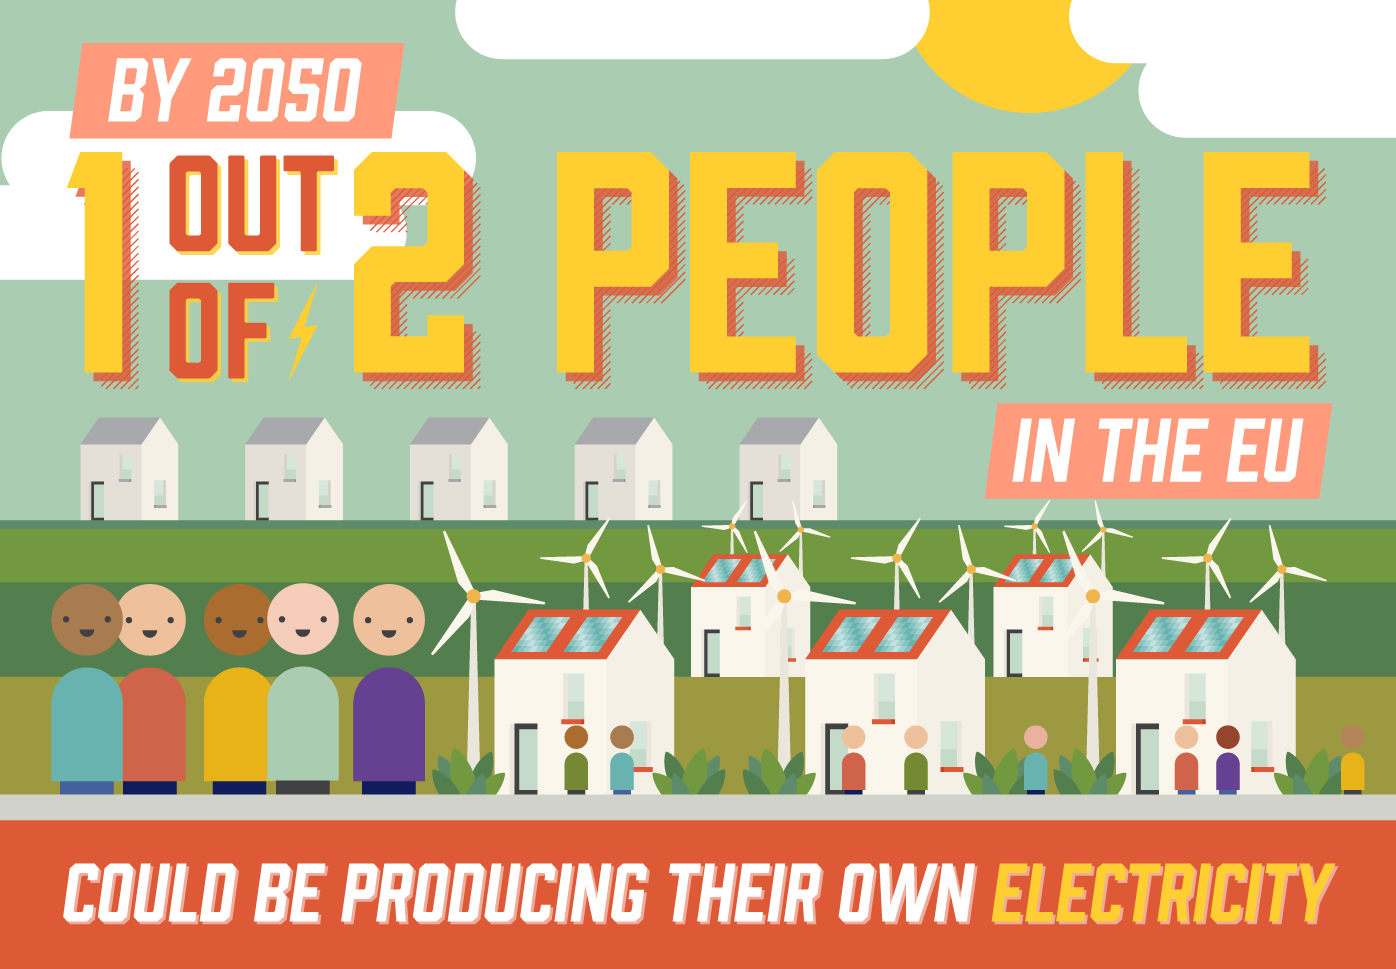 BY 2050
1 OUT OF 2 PEOPLE
IN THE EU
COULD BE PRODUCING THEIR OWN ELECTRICITY